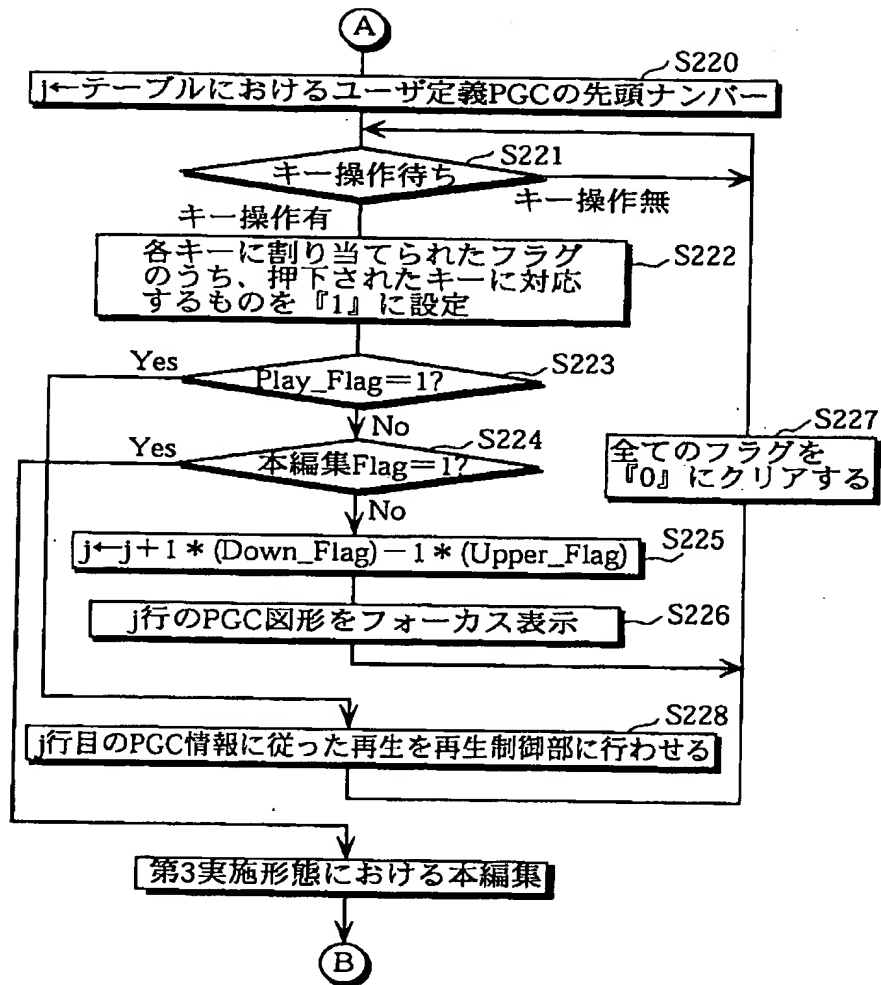 A
S220
j←テーブルにおけるユーザ定義PGCの先頭ナンバー
S221
キー操作待ち
キー操作無
キー操作有
各キーに割り当てられたフラグ
のうち、押下されたキーに対応
するものを『1』に設定
S222
Yes
S223
Play_Flag=1?
No
S227
Yes
S224
本編集Flag=1?
全てのフラグを
『0』にクリアする
No
j←j+1*(Down_Flag)-1*(Upper_Flag)
S225
j行のPGC図形をフォーカス表示
S226
S228
j行目のPGC情報に従った再生を再生制御部に行わせる
第3実施形態における本編集
B